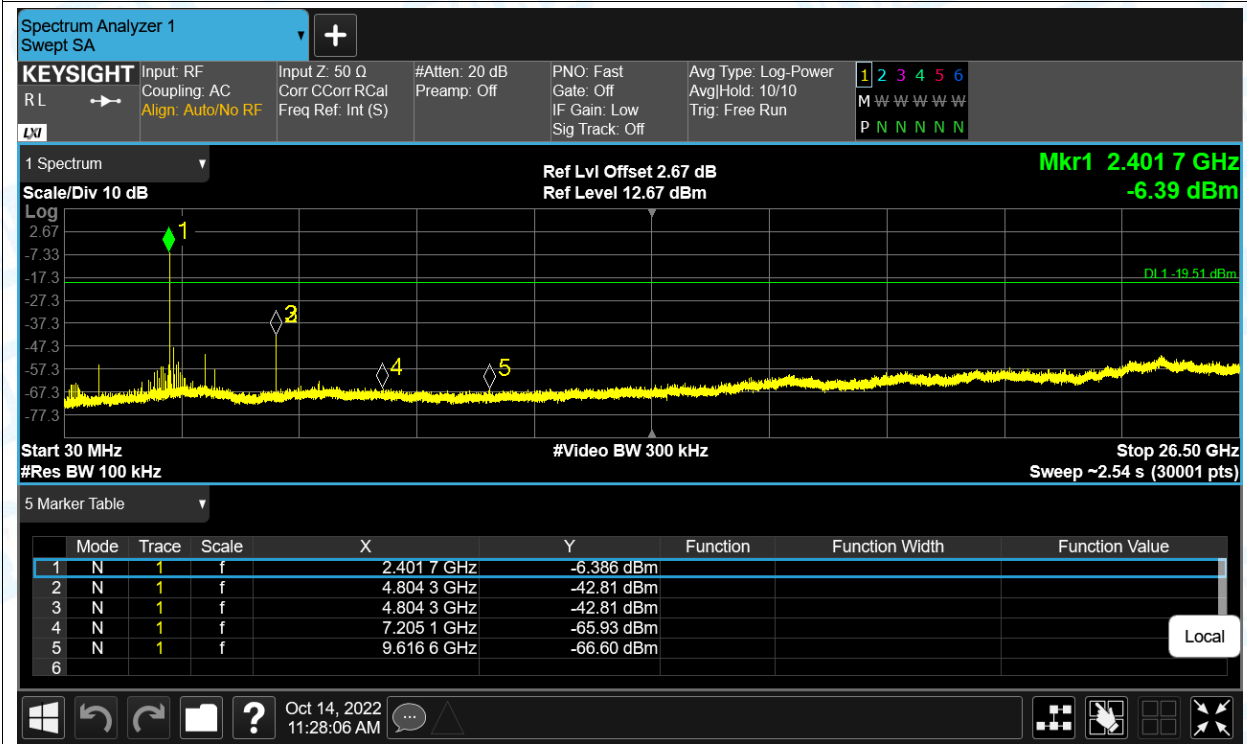 Spectrum Analyzer 1
Swept SA
+
KEYSIGHT
R L
LXI
Input: RF
Coupling: AC
Align: Auto/No RF
Input Z: 50 Ω
Corr CCorr RCal
Freq Ref: Int (S)
#Atten: 20 dB
Preamp: Off
PNO: Fast
Gate: Off
IF Gain: Low
Sig Track: Off
Avg Type: Log-Power
Avg|Hold: 10/10
Trig: Free Run
1 2 3 4 5 6
M W W W W W
P N N N N N
1 Spectrum
Scale/Div 10 dB
Ref Lvl Offset 2.67 dB
Ref Level 12.67 dBm
Mkr1 2.401 7 GHz
-6.39 dBm
Log
2.67
-7.33
-17.3
-27.3
-37.3
-47.3
-57.3
-67.3
-77.3
1
3
4
5
DL1 -19.51 dBm
Start 30 MHz
#Video BW 300 kHz
Stop 26.50 GHz
#Res BW 100 kHz
Sweep ~2.54 s (30001 pts)
5 Marker Table
Mode Trace Scale X Y Function Function Width Function Value
1 N 1 f 2.401 7 GHz -6.386 dBm
2 N 1 f 4.804 3 GHz -42.81 dBm
3 N 1 f 4.804 3 GHz -42.81 dBm
4 N 1 f 7.205 1 GHz -65.93 dBm
5 N 1 f 9.616 6 GHz -66.60 dBm
6
Local
?
Oct 14, 2022
11:28:06 AM